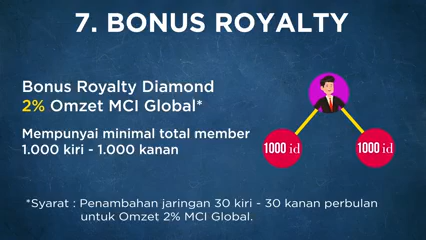 7. BONUS ROYALTY
Bonus Royalty Diamond
2% Omzet MCI Global*
Mempunyai minimal total member
1.000 kiri - 1.000 kanan
1000 id
1000 id
*Syarat : Penambahan jaringan 30 kiri - 30 kanan perbulan
untuk Omzet 2% MCI Global.